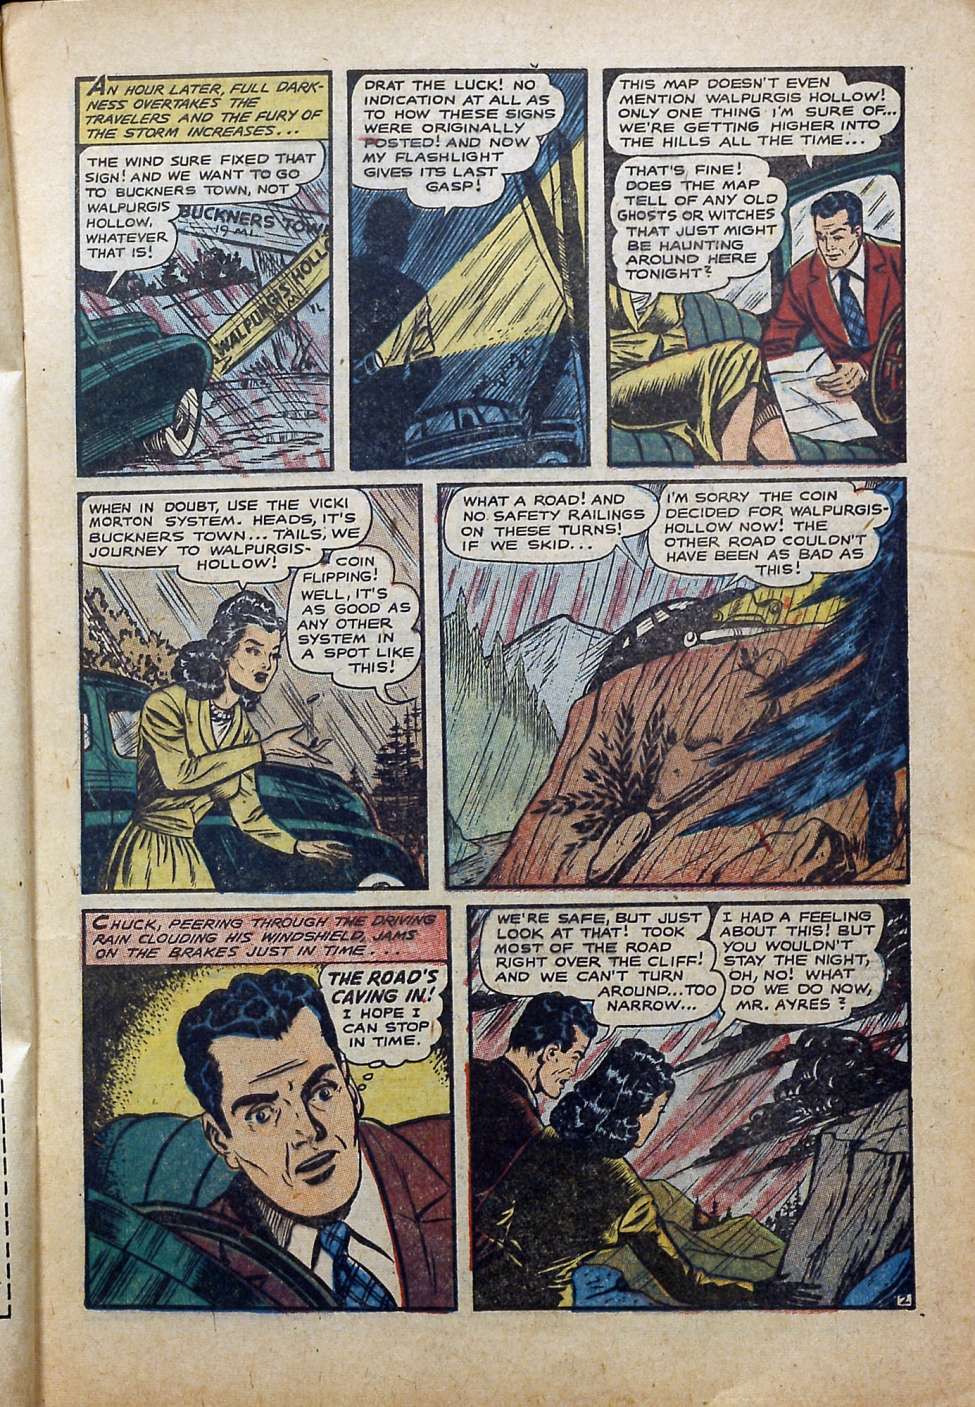 AN HOUR LATER, FULL DARK-
NESS OVERTAKES THE
TRAVELERS AND THE FURY OF
THE STORM INCREASES...
THE WIND SURE FIXED THAT
SIGN! AND WE WANT TO GO
TO BUCKNERS TOWN, NOT
WALPURGIS
HOLLOW,
WHATEVER
THAT IS!
BUCKNERS TOWN
19 MI.
WALPURGIS HOLLO
DRAT THE LUCK! NO
INDICATION AT ALL AS
TO HOW THESE SIGNS
WERE ORIGINALLY
POSTED! AND NOW
MY FLASHLIGHT
GIVES ITS LAST
GASP!
THIS MAP DOESN'T EVEN
MENTION WALPURGIS HOLLOW!
ONLY ONE THING I'M SURE OF...
WE'RE GETTING HIGHER INTO
THE HILLS ALL THE TIME...
THAT'S FINE!
DOES THE MAP
TELL OF ANY OLD
GHOSTS OR WITCHES
THAT JUST MIGHT
BE HAUNTING
AROUND HERE
TONIGHT?
WHEN IN DOUBT, USE THE VICKI
MORTON SYSTEM. HEADS, IT'S
BUCKNERS TOWN... TAILS, WE
JOURNEY TO WALPURGIS-
HOLLOW!
COIN
FLIPPING!
WELL, IT'S
AS GOOD AS
ANY OTHER
SYSTEM IN
A SPOT LIKE
THIS!
WHAT A ROAD! AND
NO SAFETY RAILINGS
ON THESE TURNS!
IF WE SKID...
I'M SORRY THE COIN
DECIDED FOR WALPURGIS-
HOLLOW NOW! THE
OTHER ROAD COULDN'T
HAVE BEEN AS BAD AS
THIS!
CHUCK, PEERING THROUGH THE DRIVING
RAIN CLOUDING HIS WINDSHIELD, JAMS
ON THE BRAKES JUST IN TIME...
THE ROAD'S
CAVING IN!
I HOPE I
CAN STOP
IN TIME.
WE'RE SAFE, BUT JUST
LOOK AT THAT! TOOK
MOST OF THE ROAD
RIGHT OVER THE CLIFF!
AND WE CAN'T TURN
AROUND...TOO
NARROW...
I HAD A FEELING
ABOUT THIS! BUT
YOU WOULDN'T
STAY THE NIGHT,
OH, NO! WHAT
DO WE DO NOW,
MR. AYRES?
2